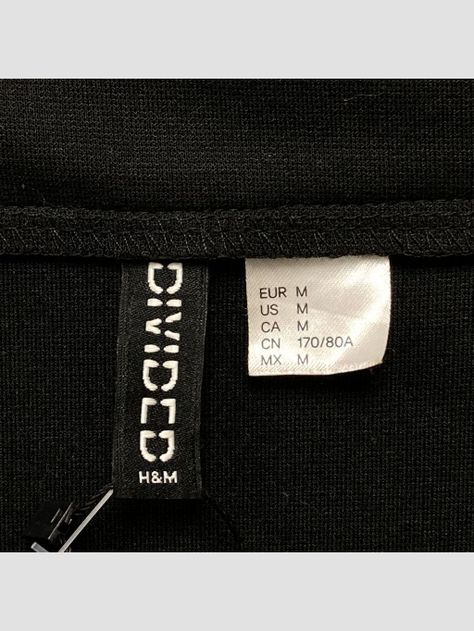 DIVIDED
H&M
EUR M
US M
CA M
CN 170/80A
MX M